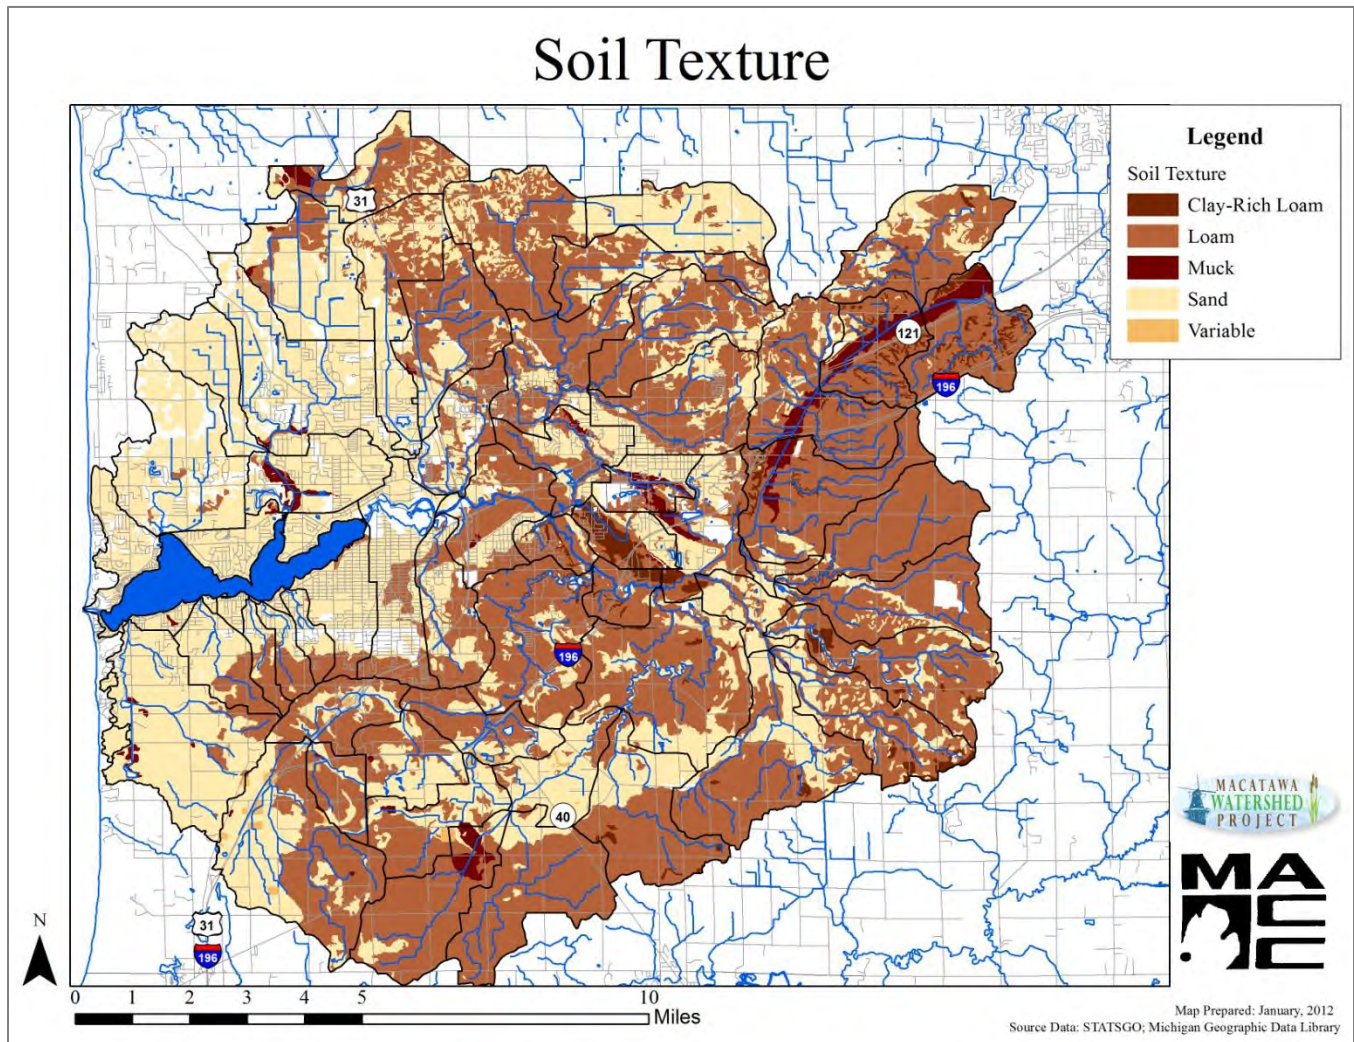 Soil Texture
Legend
Soil Texture
Clay-Rich Loam
Loam
Muck
Sand
Variable
31
121
196
196
40
31
196
N
0 1 2 3 4 5 10 Miles
MACATAWA
WATERSHED
PROJECT
MA
C
C
Map Prepared: January, 2012
Source Data: STATSGO; Michigan Geographic Data Library